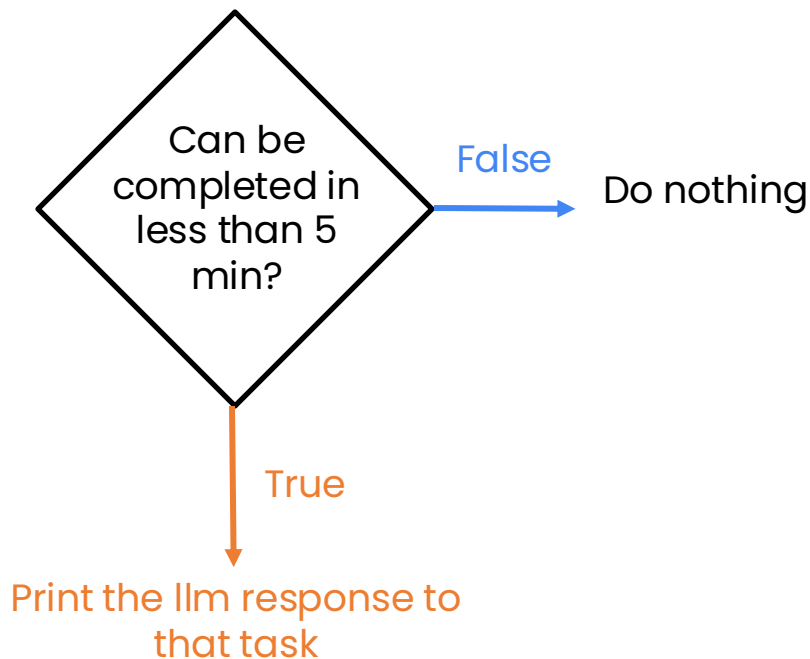 Can be
completed in
less than 5
min?
False
Do nothing
True
Print the llm response to
that task